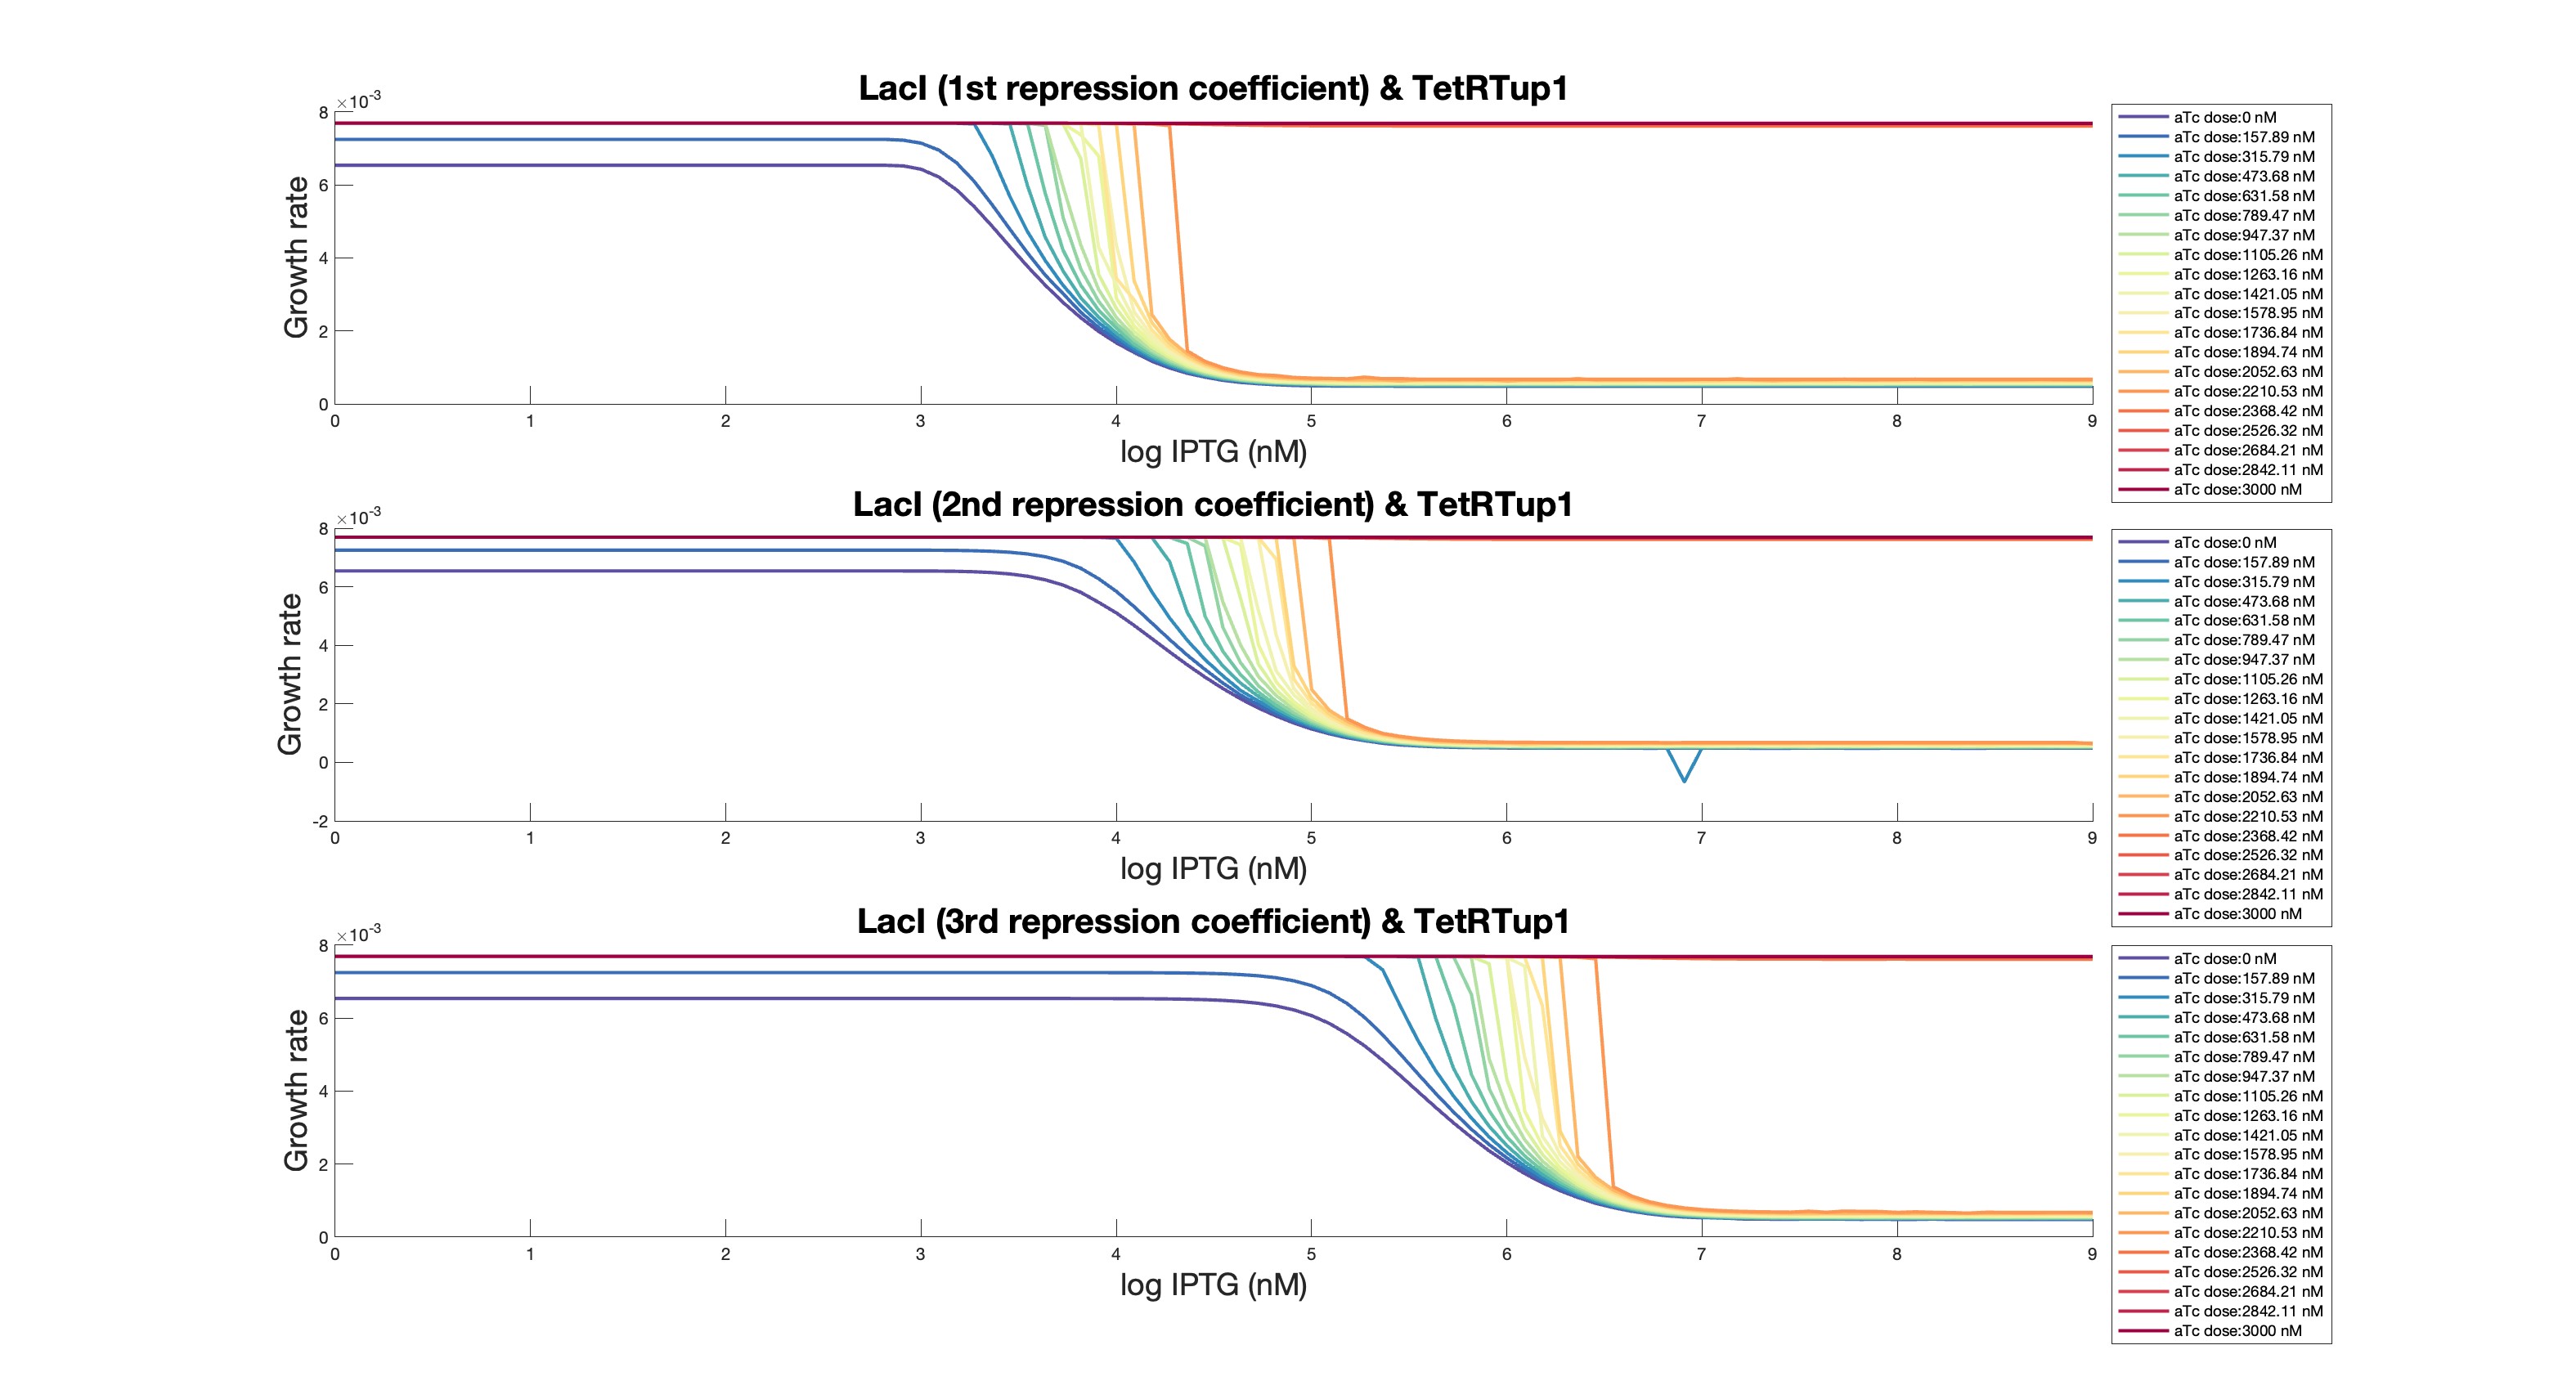 LacI (1st repression coefficient) & TetRTup1
×10-3
8
6
4
2
0
Growth rate
0 1 2 3 4 5 6 7 8 9
log IPTG (nM)
aTc dose:0 nM
aTc dose:157.89 nM
aTc dose:315.79 nM
aTc dose:473.68 nM
aTc dose:631.58 nM
aTc dose:789.47 nM
aTc dose:947.37 nM
aTc dose:1105.26 nM
aTc dose:1263.16 nM
aTc dose:1421.05 nM
aTc dose:1578.95 nM
aTc dose:1736.84 nM
aTc dose:1894.74 nM
aTc dose:2052.63 nM
aTc dose:2210.53 nM
aTc dose:2368.42 nM
aTc dose:2526.32 nM
aTc dose:2684.21 nM
aTc dose:2842.11 nM
aTc dose:3000 nM
LacI (2nd repression coefficient) & TetRTup1
×10-3
8
6
4
2
0
-2
Growth rate
0 1 2 3 4 5 6 7 8 9
log IPTG (nM)
aTc dose:0 nM
aTc dose:157.89 nM
aTc dose:315.79 nM
aTc dose:473.68 nM
aTc dose:631.58 nM
aTc dose:789.47 nM
aTc dose:947.37 nM
aTc dose:1105.26 nM
aTc dose:1263.16 nM
aTc dose:1421.05 nM
aTc dose:1578.95 nM
aTc dose:1736.84 nM
aTc dose:1894.74 nM
aTc dose:2052.63 nM
aTc dose:2210.53 nM
aTc dose:2368.42 nM
aTc dose:2526.32 nM
aTc dose:2684.21 nM
aTc dose:2842.11 nM
aTc dose:3000 nM
LacI (3rd repression coefficient) & TetRTup1
×10-3
8
6
4
2
0
Growth rate
0 1 2 3 4 5 6 7 8 9
log IPTG (nM)
aTc dose:0 nM
aTc dose:157.89 nM
aTc dose:315.79 nM
aTc dose:473.68 nM
aTc dose:631.58 nM
aTc dose:789.47 nM
aTc dose:947.37 nM
aTc dose:1105.26 nM
aTc dose:1263.16 nM
aTc dose:1421.05 nM
aTc dose:1578.95 nM
aTc dose:1736.84 nM
aTc dose:1894.74 nM
aTc dose:2052.63 nM
aTc dose:2210.53 nM
aTc dose:2368.42 nM
aTc dose:2526.32 nM
aTc dose:2684.21 nM
aTc dose:2842.11 nM
aTc dose:3000 nM